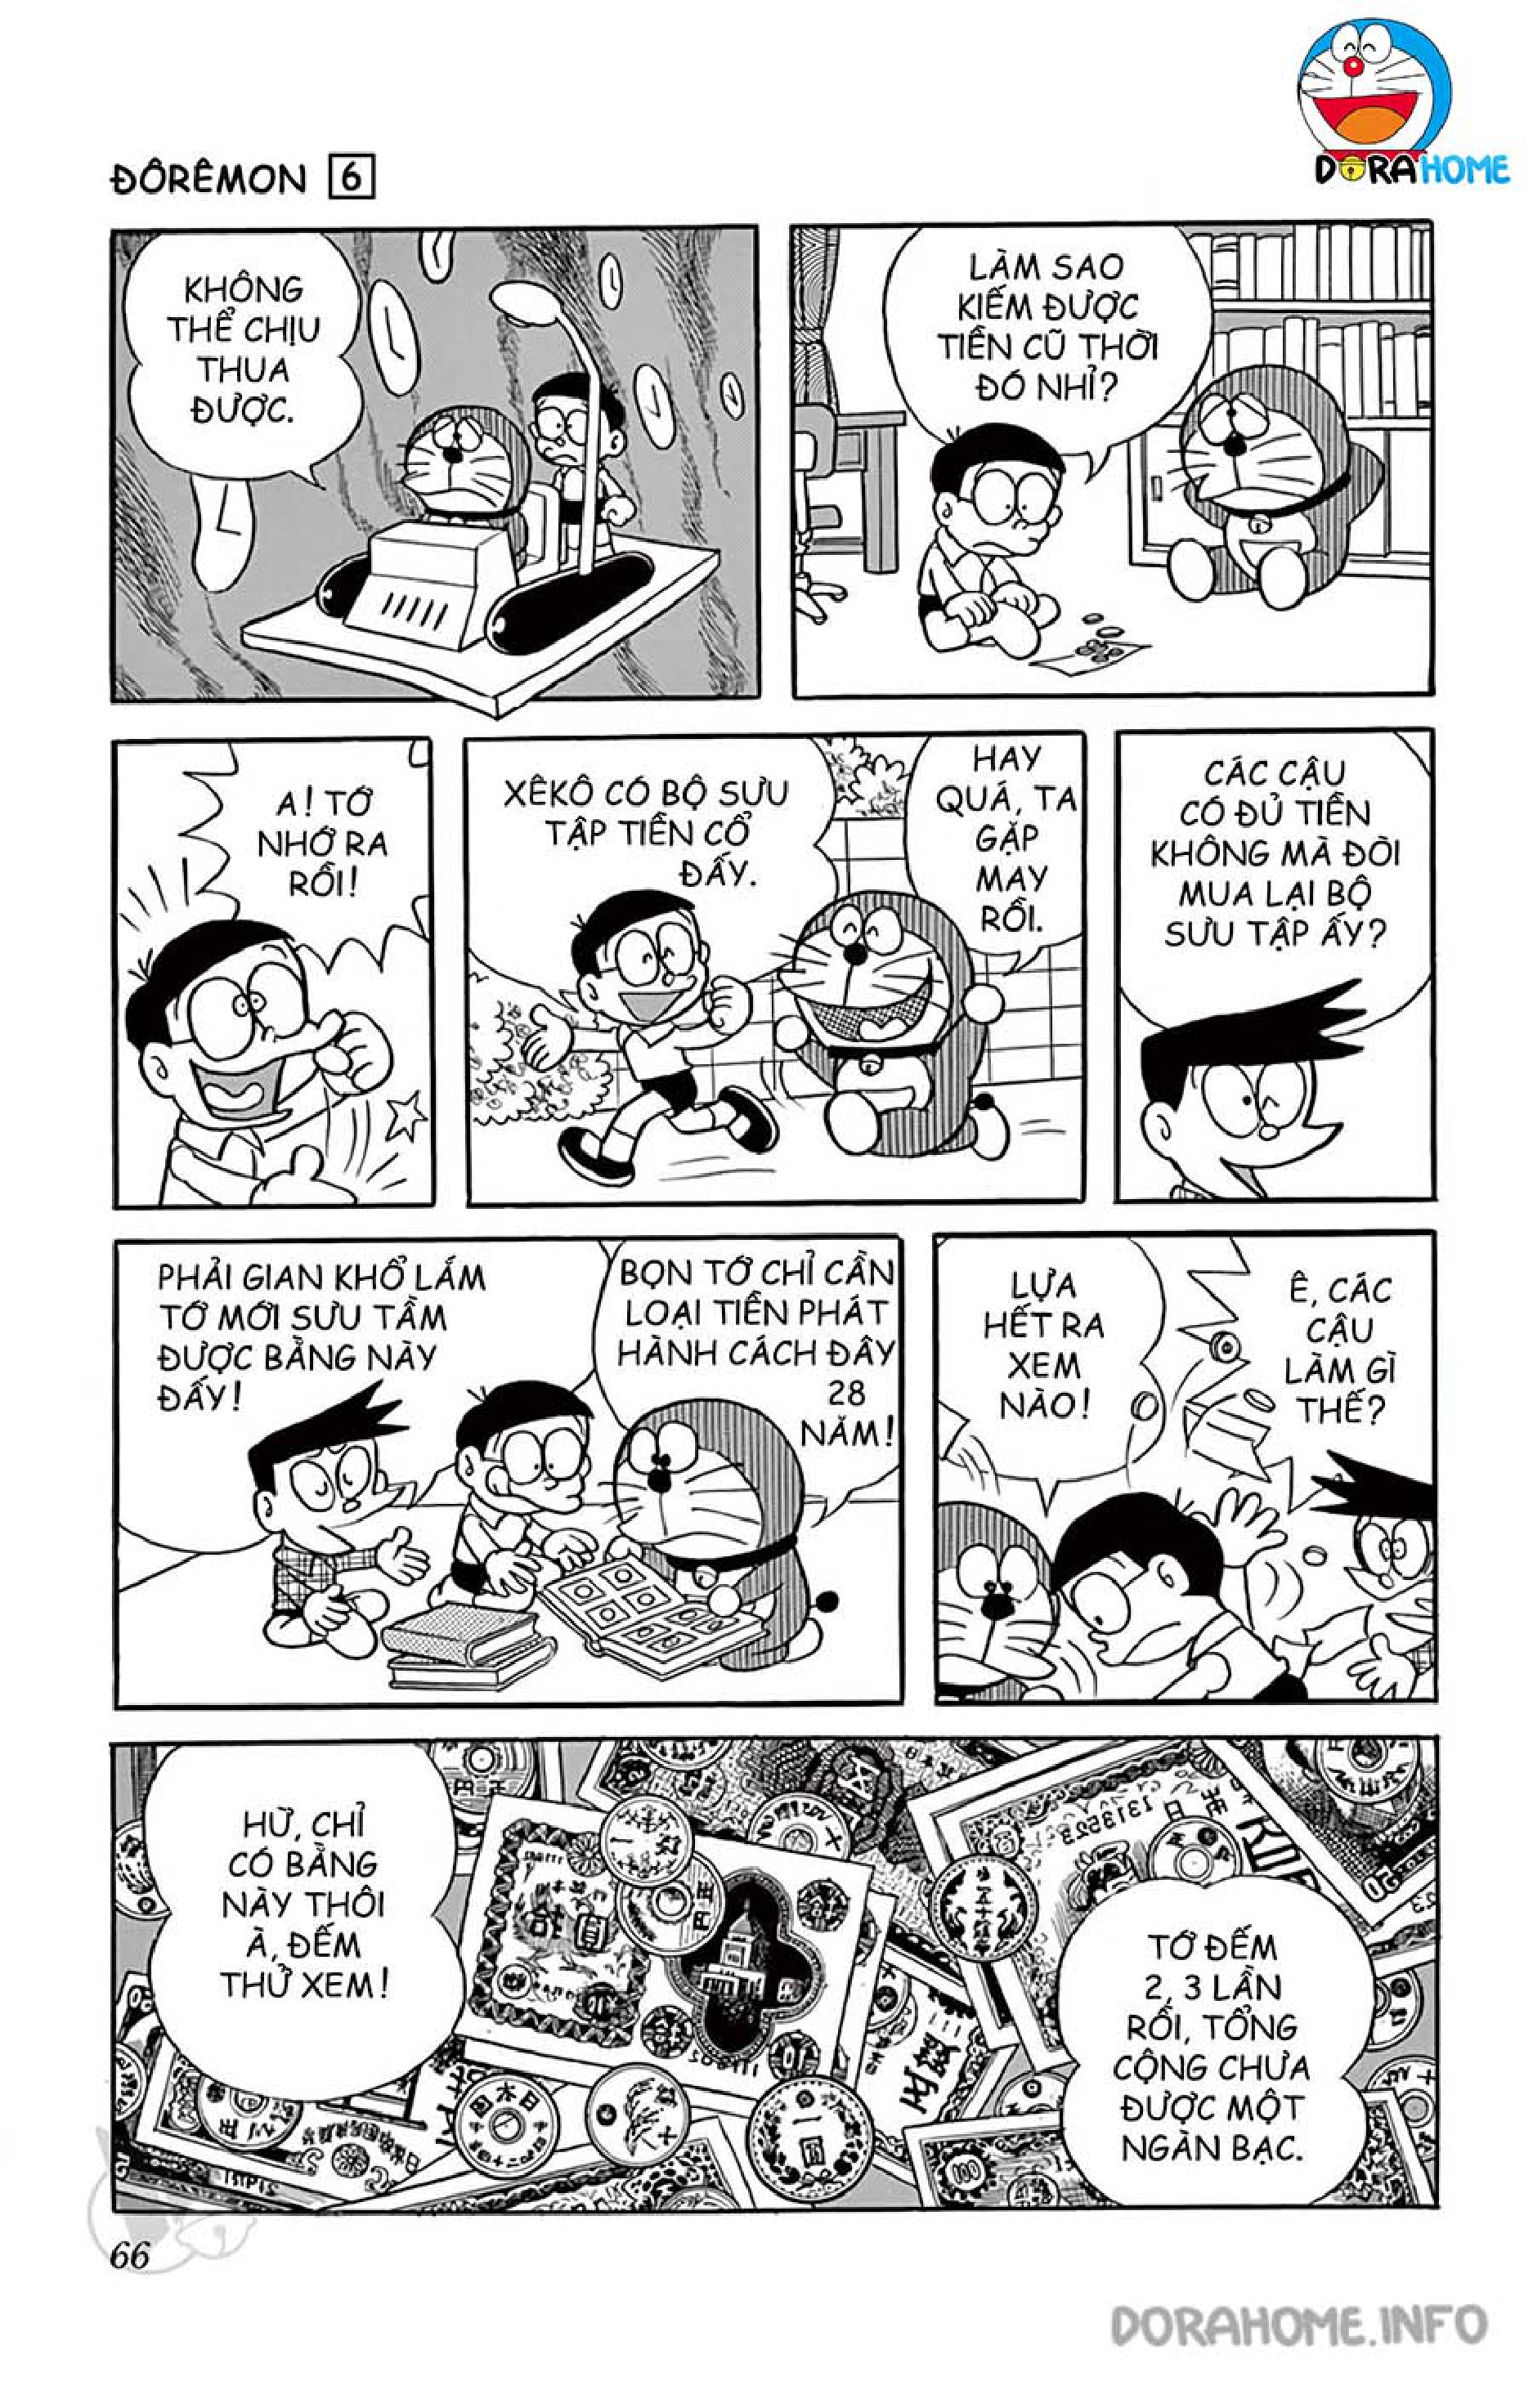 DORAHOME
ĐÔRÊMON 6
KHÔNG
THỂ CHỊU
THUA
ĐƯỢC.
LÀM SAO
KIẾM ĐƯỢC
TIỀN CŨ THỜI
ĐÓ NHỈ?
A! TỚ
NHỚ RA
RỒI!
XÊKÔ CÓ BỘ SƯU
TẬP TIỀN CỔ
ĐẤY.
HAY
QUÁ, TA
GẶP
MAY
RỒI.
CÁC CẬU
CÓ ĐỦ TIỀN
KHÔNG MÀ ĐÒI
MUA LẠI BỘ
SƯU TẬP ẤY?
PHẢI GIAN KHỔ LẮM
TỚ MỚI SƯU TẦM
ĐƯỢC BẰNG NÀY
ĐẤY!
BỌN TỚ CHỈ CẦN
LOẠI TIỀN PHÁT
HÀNH CÁCH ĐÂY
28
NĂM!
LỰA
HẾT RA
XEM
NÀO!
Ê, CÁC
CẬU
LÀM GÌ
THẾ?
HỪ, CHỈ
CÓ BẰNG
NÀY THÔI
À, ĐẾM
THỬ XEM!
TỚ ĐẾM
2, 3 LẦN
RỒI, TỔNG
CỘNG CHƯA
ĐƯỢC MỘT
NGÀN BẠC.
66
DORAHOME.INFO